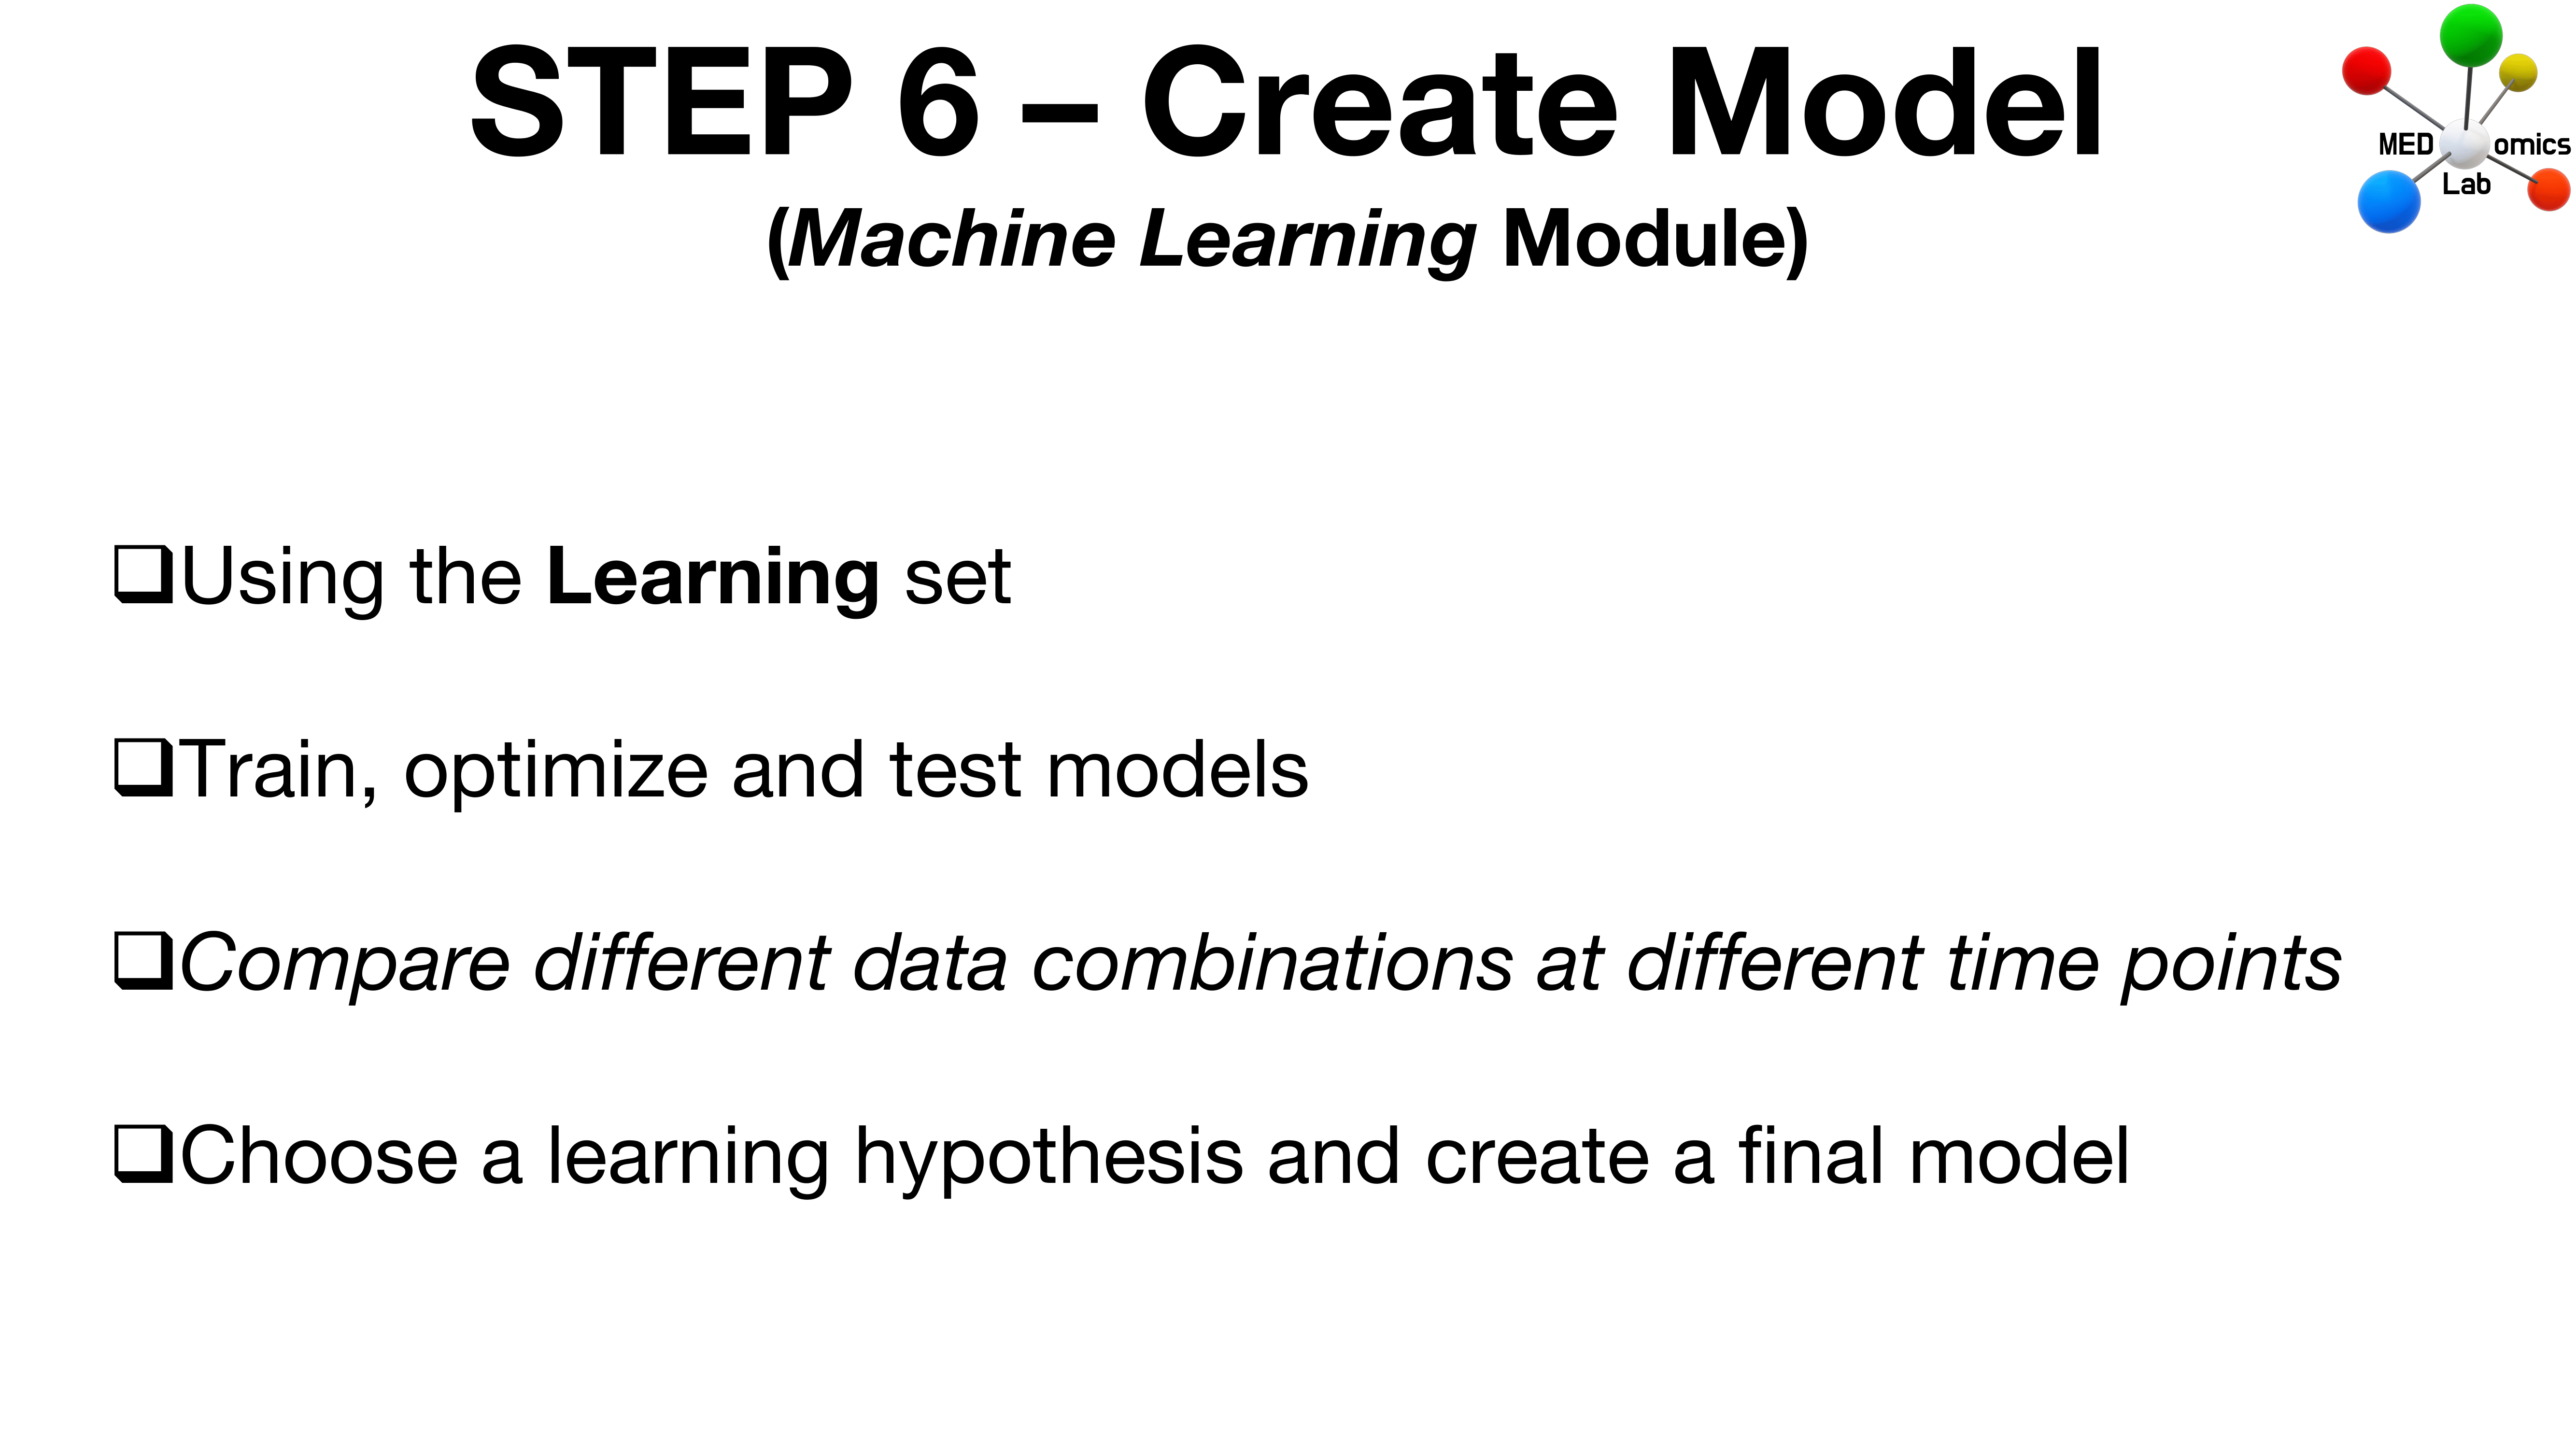 STEP 6 – Create Model
(Machine Learning Module)
MED omics
Lab
Using the Learning set
Train, optimize and test models
Compare different data combinations at different time points
Choose a learning hypothesis and create a final model